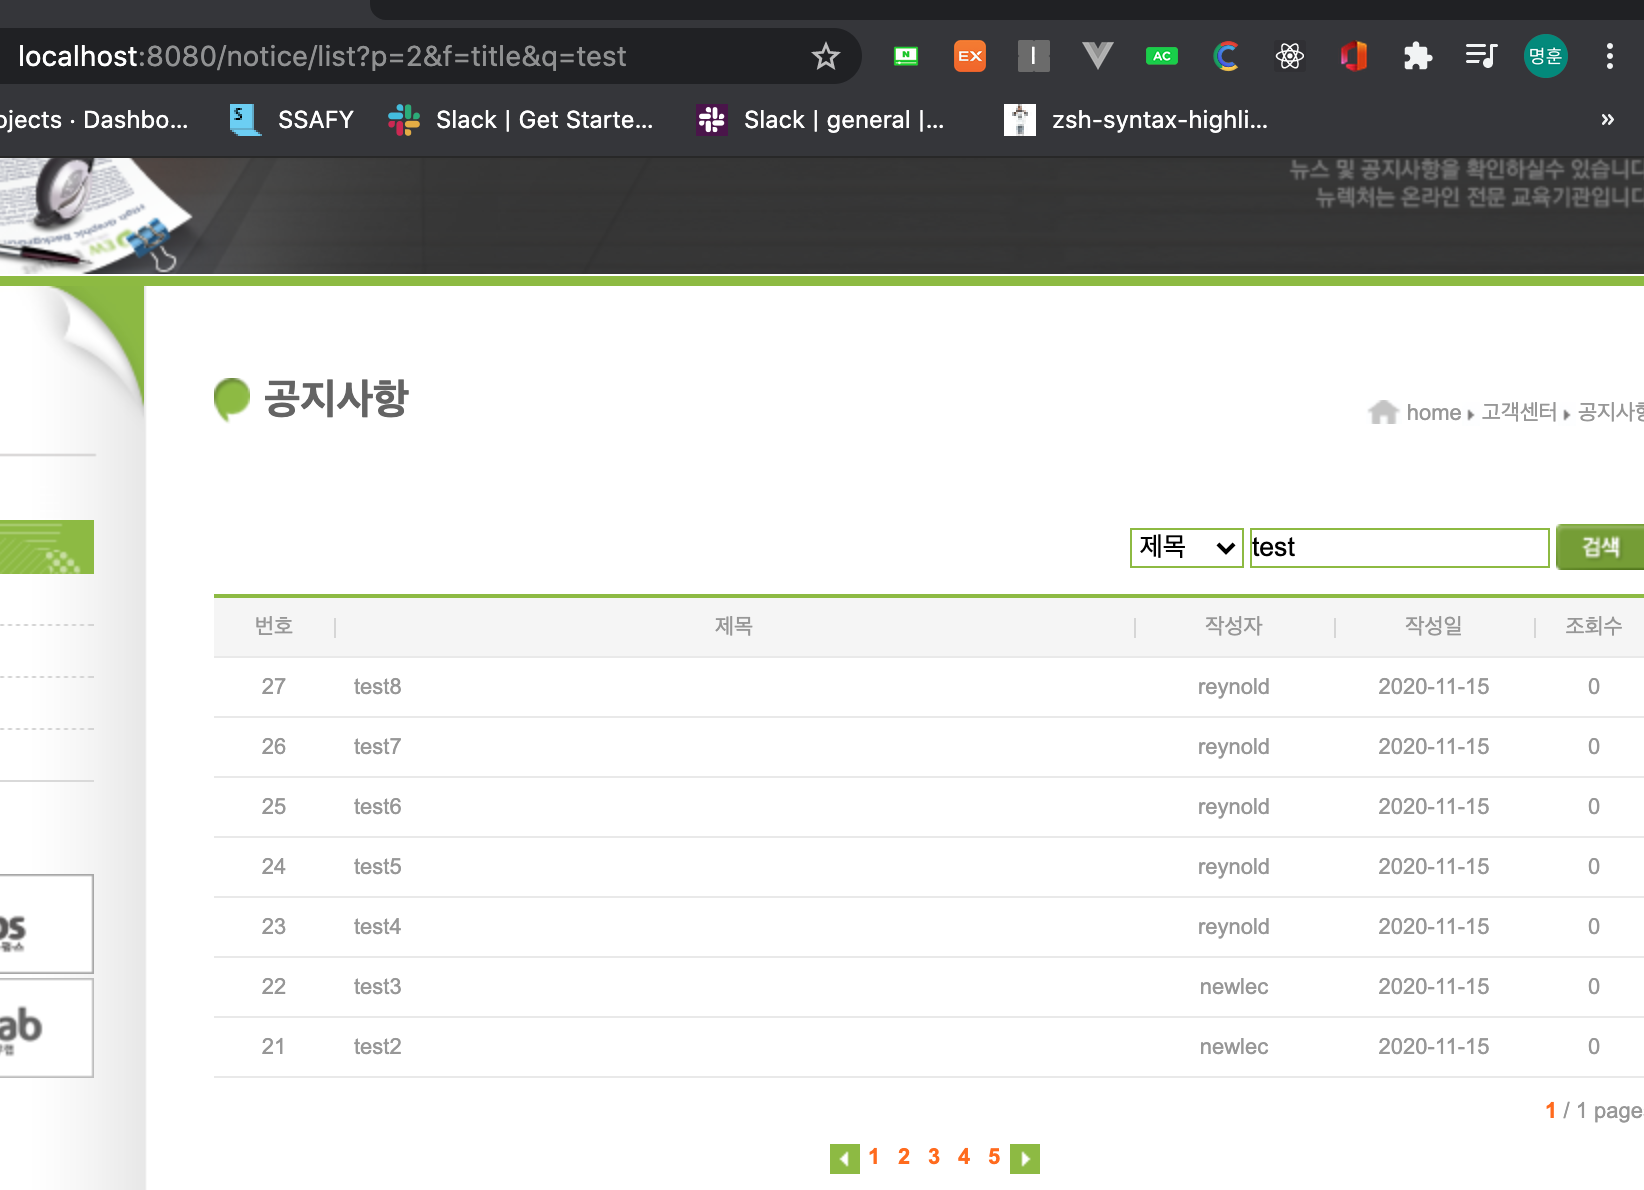 localhost:8080/notice/list?p=2&f=title&q=test
EX
N
AC
명훈
ojects · Dashbo...
SSAFY
Slack | Get Starte...
Slack | general |...
zsh-syntax-highli...
»
뉴스 및 공지사항을 확인하실수 있습니다
뉴렉처는 온라인 전문 교육기관입니다
공지사항
home
고객센터
공지사항
제목
test
검색
번호 제목 작성자 작성일 조회수
27 test8 reynold 2020-11-15 0
26 test7 reynold 2020-11-15 0
25 test6 reynold 2020-11-15 0
24 test5 reynold 2020-11-15 0
23 test4 reynold 2020-11-15 0
22 test3 newlec 2020-11-15 0
21 test2 newlec 2020-11-15 0
ab
1 / 1 page
1 2 3 4 5